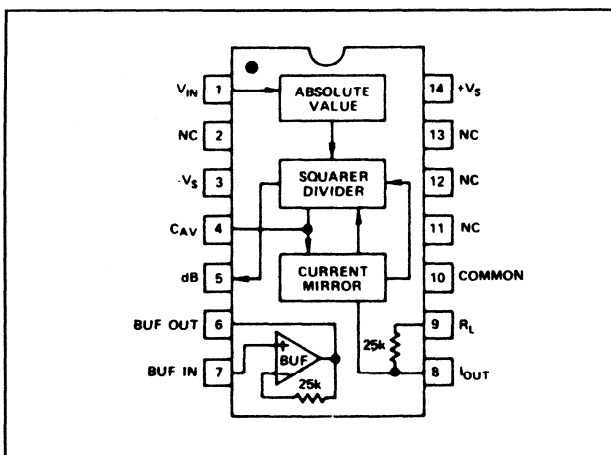 VIN 1
NC 2
-VS 3
CAV 4
dB 5
BUF OUT 6
BUF IN 7
ABSOLUTE
VALUE
SQUARER
DIVIDER
CURRENT
MIRROR
BUF
25k
25k
14 +VS
13 NC
12 NC
11 NC
10 COMMON
9 RL
8 IOUT